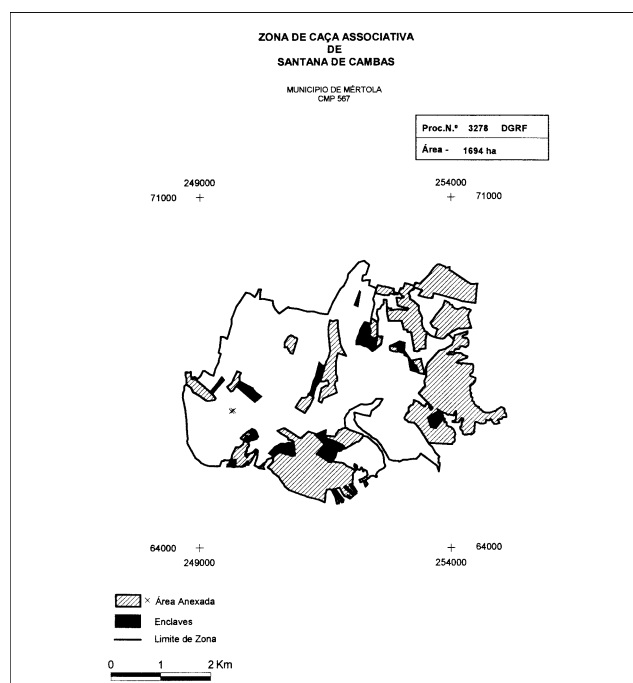 ZONA DE CAÇA ASSOCIATIVA
DE
SANTANA DE CAMBAS
MUNICIPIO DE MÉRTOLA
CMP 567
Proc.N.º 3278 DGRF
Área - 1694 ha
249000
254000
71000
71000
64000
64000
249000
254000
Área Anexada
Enclaves
Limite de Zona
0 1 2 Km